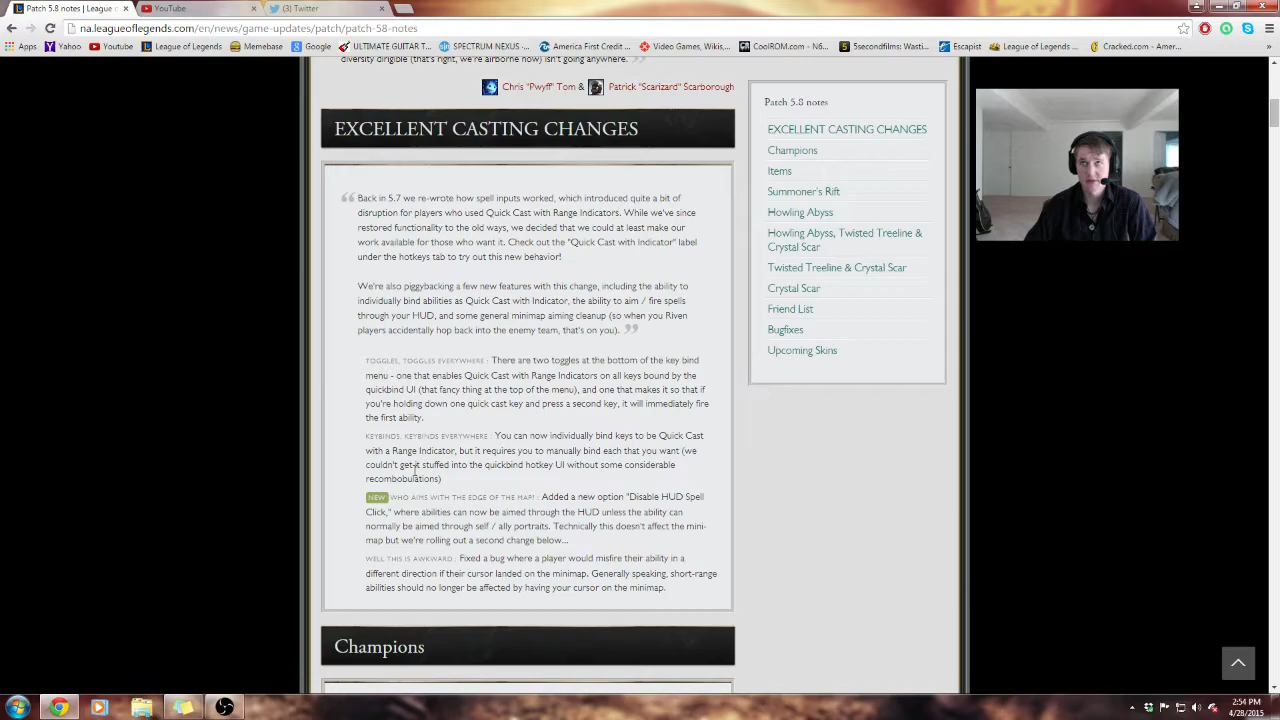 Patch 5.8 notes | League o
YouTube
(3) Twitter
na.leagueoflegends.com/en/news/game-updates/patch/patch-58-notes
Apps
Yahoo
Youtube
League of Legends
Memebase
Google
ULTIMATE GUITAR T...
SPECTRUM NEXUS -...
America First Credit ...
Video Games, Wikis,...
CoolROM.com - N6...
5secondfilms: Wasti...
Escapist
League of Legends ...
Cracked.com - Amer...
diversity dirigible (that's right, we're airborne now) isn't going anywhere.
Chris "Pwyff" Tom & Patrick "Scarizard" Scarborough
EXCELLENT CASTING CHANGES
Back in 5.7 we re-wrote how spell inputs worked, which introduced quite a bit of
disruption for players who used Quick Cast with Range Indicators. While we've since
restored functionality to the old ways, we decided that we could at least make our
work available for those who want it. Check out the "Quick Cast with Indicator" label
under the hotkeys tab to try out this new behavior!
We're also piggybacking a few new features with this change, including the ability to
individually bind abilities as Quick Cast with Indicator, the ability to aim / fire spells
through your HUD, and some general minimap aiming cleanup (so when you Riven
players accidentally hop back into the enemy team, that's on you).
TOGGLES, TOGGLES EVERYWHERE : There are two toggles at the bottom of the key bind
menu - one that enables Quick Cast with Range Indicators on all keys bound by the
quickbind UI (that fancy thing at the top of the menu), and one that makes it so that if
you're holding down one quick cast key and press a second key, it will immediately fire
the first ability.
KEYBINDS, KEYBINDS EVERYWHERE : You can now individually bind keys to be Quick Cast
with a Range Indicator, but it requires you to manually bind each that you want (we
couldn't get it stuffed into the quickbind hotkey UI without some considerable
recombobulations)
NEW WHO AIMS WITH THE EDGE OF THE MAP? : Added a new option "Disable HUD Spell
Click," where abilities can now be aimed through the HUD unless the ability can
normally be aimed through self / ally portraits. Technically this doesn't affect the mini-
map but we're rolling out a second change below...
WELL THIS IS AWKWARD : Fixed a bug where a player would misfire their ability in a
different direction if their cursor landed on the minimap. Generally speaking, short-range
abilities should no longer be affected by having your cursor on the minimap.
Champions
Patch 5.8 notes
EXCELLENT CASTING CHANGES
Champions
Items
Summoner's Rift
Howling Abyss
Howling Abyss, Twisted Treeline &
Crystal Scar
Twisted Treeline & Crystal Scar
Crystal Scar
Friend List
Bugfixes
Upcoming Skins
2:54 PM
4/28/2015